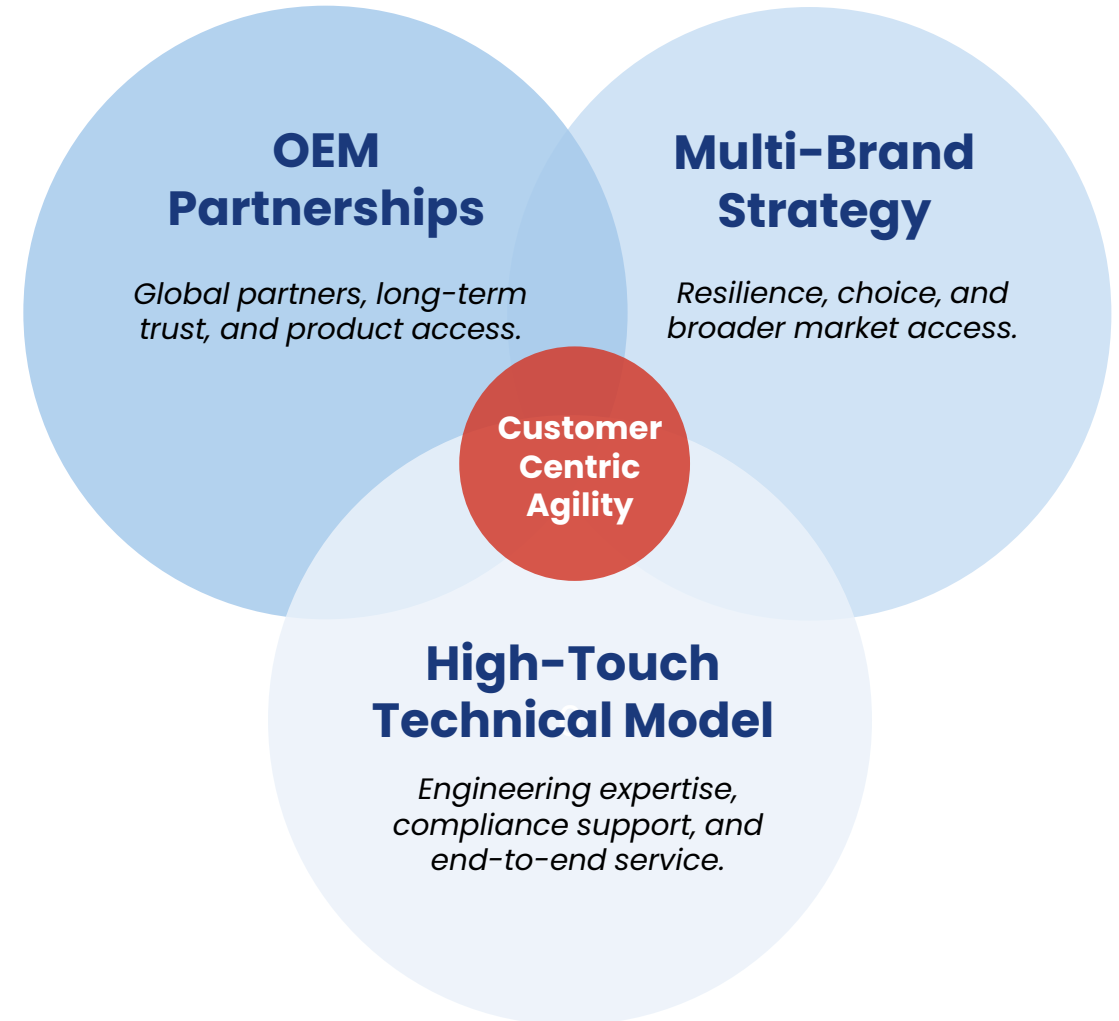 OEM
Partnerships
Global partners, long-term
trust, and product access.
Multi-Brand
Strategy
Resilience, choice, and
broader market access.
Customer
Centric
Agility
High-Touch
Technical Model
Engineering expertise,
compliance support, and
end-to-end service.